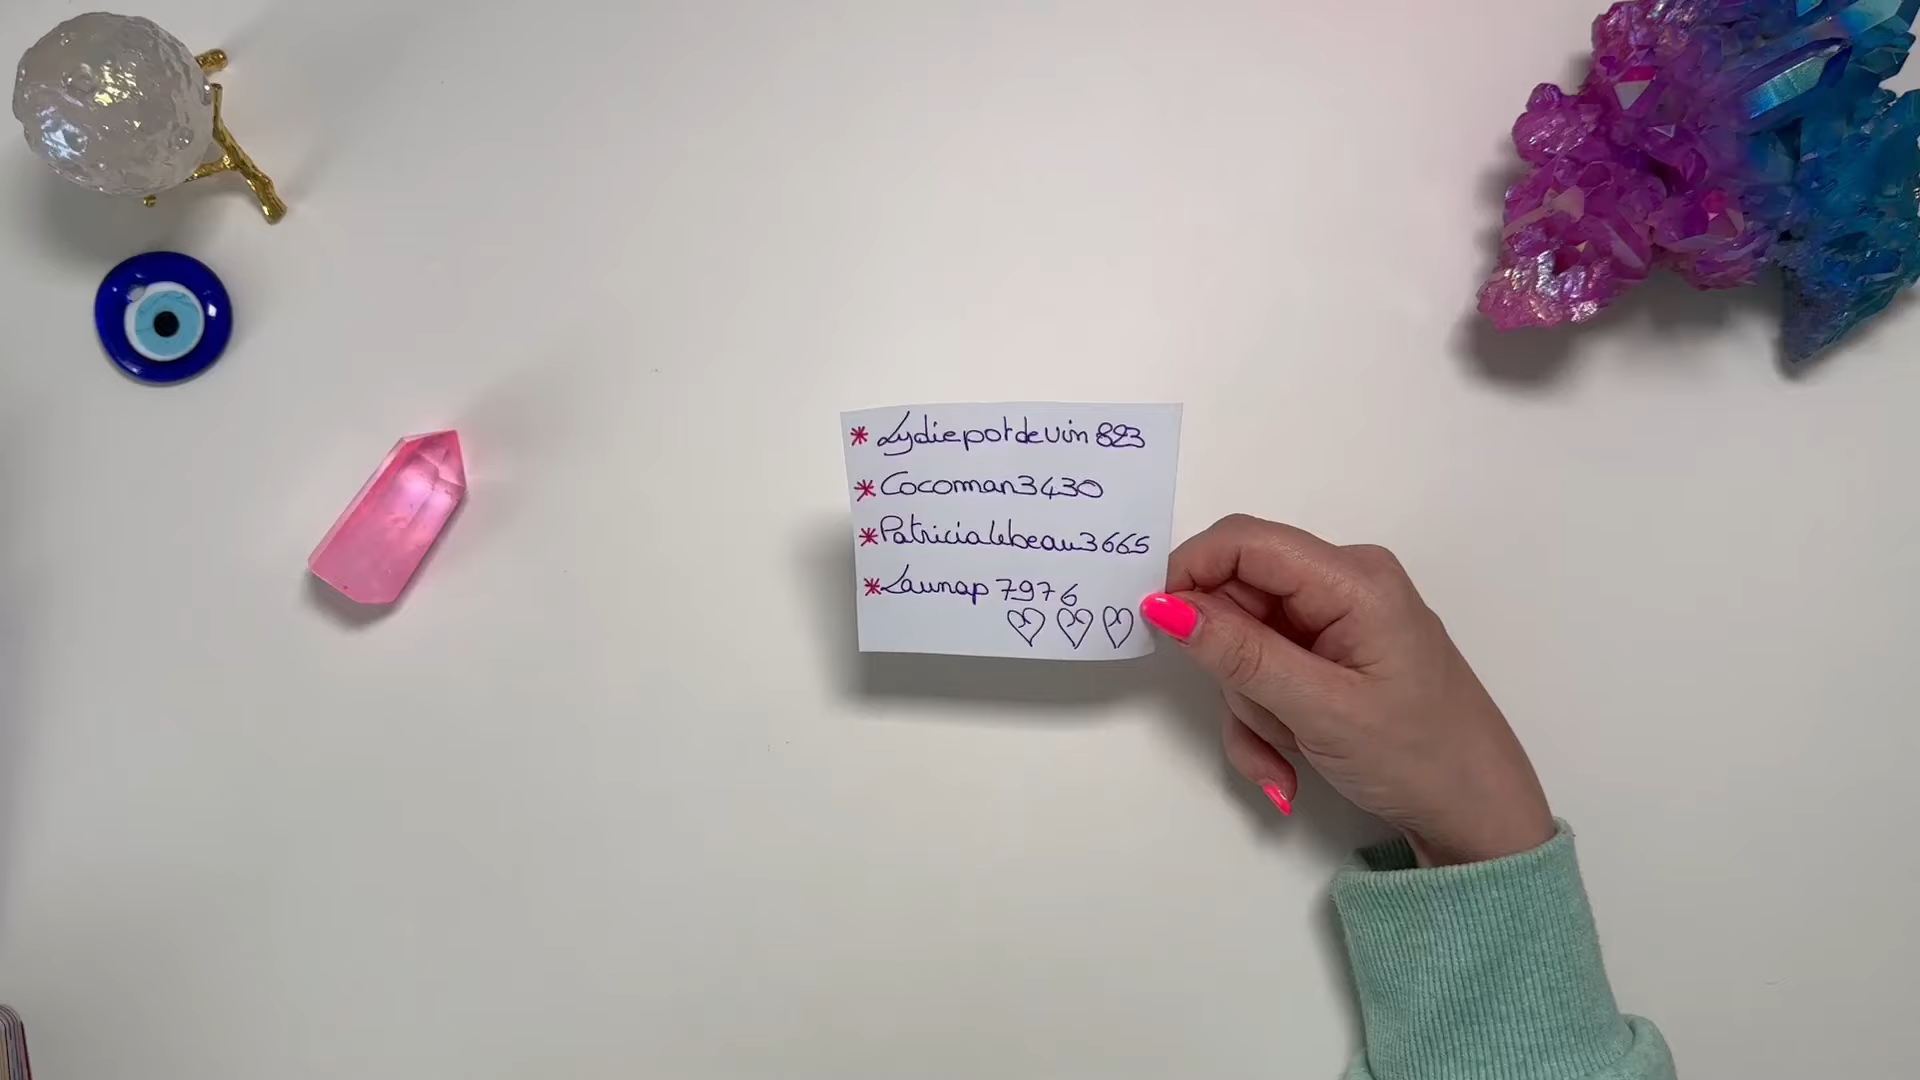 * Lydiepotdevin823
* Cocoman3430
* Patricialebeau3665
* Launap7976